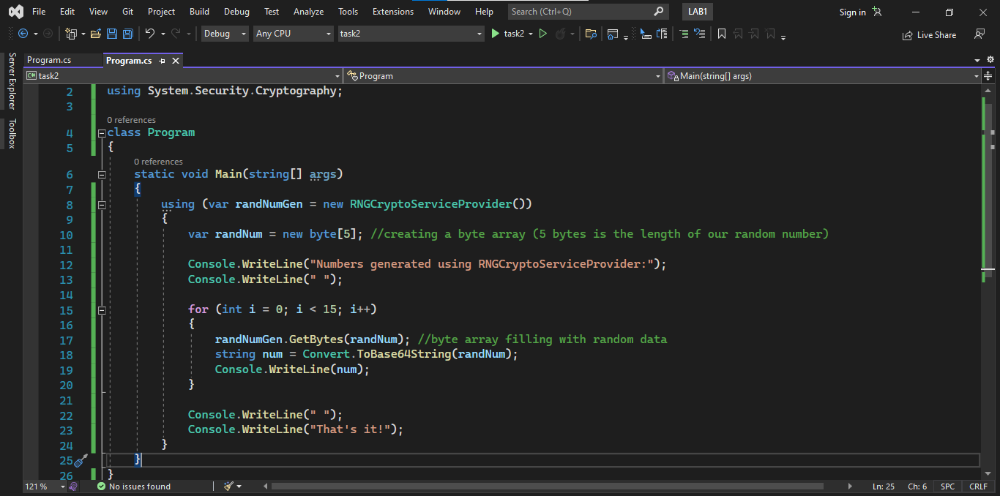 File Edit View Git Project Build Debug Test Analyze Tools Extensions Window Help Search (Ctrl+Q) LAB1 Sign in
Debug Any CPU task2 task2 Live Share
Server Explorer
Toolbox
Program.cs Program.cs
C# task2 Program Main(string[] args)
2 using System.Security.Cryptography;
3
0 references
4 class Program
5 {
0 references
6 static void Main(string[] args)
7 {
8 using (var randNumGen = new RNGCryptoServiceProvider())
9 {
10 var randNum = new byte[5]; //creating a byte array (5 bytes is the length of our random number)
11
12 Console.WriteLine("Numbers generated using RNGCryptoServiceProvider:");
13 Console.WriteLine(" ");
14
15 for (int i = 0; i < 15; i++)
16 {
17 randNumGen.GetBytes(randNum); //byte array filling with random data
18 string num = Convert.ToBase64String(randNum);
19 Console.WriteLine(num);
20 }
21
22 Console.WriteLine(" ");
23 Console.WriteLine("That's it!");
24 }
25 }
26 }
121 % No issues found Ln: 25 Ch: 6 SPC CRLF